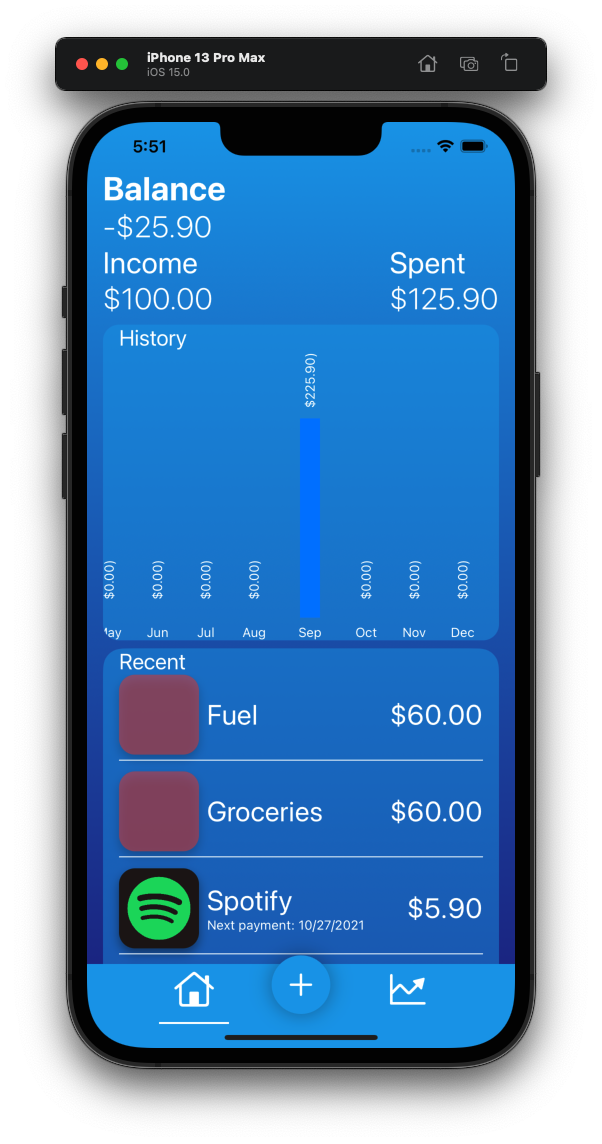 iPhone 13 Pro Max
iOS 15.0
5:51
Balance
-$25.90
Income Spent
$100.00 $125.90
History
$225.90)
$0.00) $0.00) $0.00) $0.00) $0.00) $0.00) $0.00)
May Jun Jul Aug Sep Oct Nov Dec
Recent
Fuel $60.00
Groceries $60.00
Spotify $5.90
Next payment: 10/27/2021